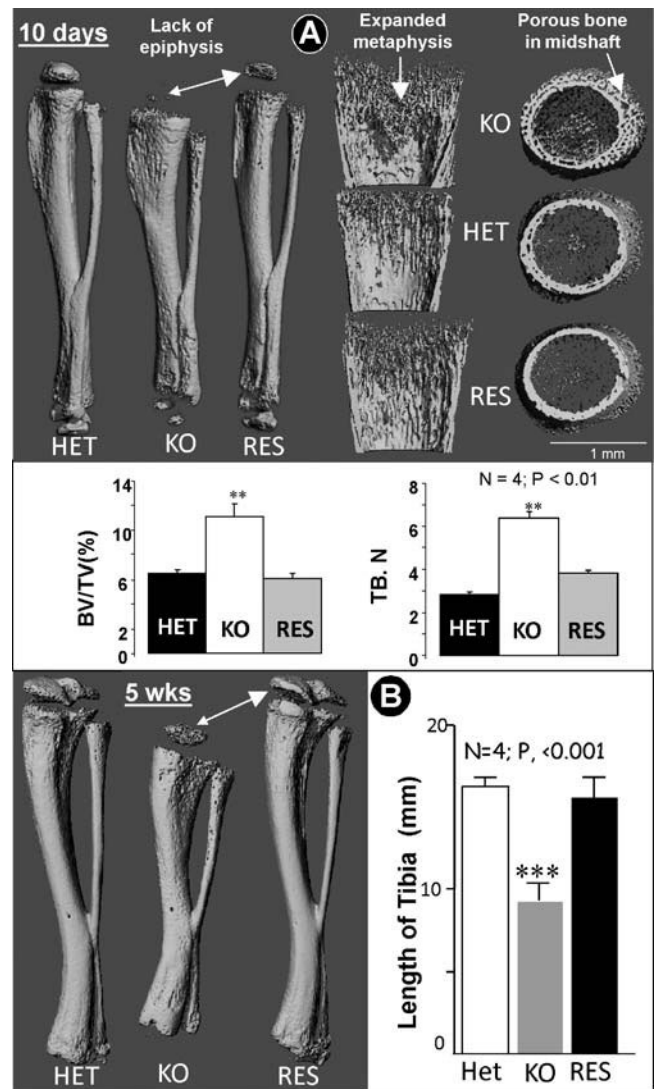 10 days
Lack of
epiphysis
A
Expanded
metaphysis
Porous bone
in midshaft
KO
HET
RES
HET
KO
RES
1 mm
14
10
6
2
0
BV/TV(%)
**
HET
KO
RES
N = 4; P < 0.01
8
6
4
2
0
TB. N
**
HET
KO
RES
5 wks
HET
KO
RES
B
20
10
0
Length of Tibia (mm)
N=4; P, <0.001
***
Het
KO
RES